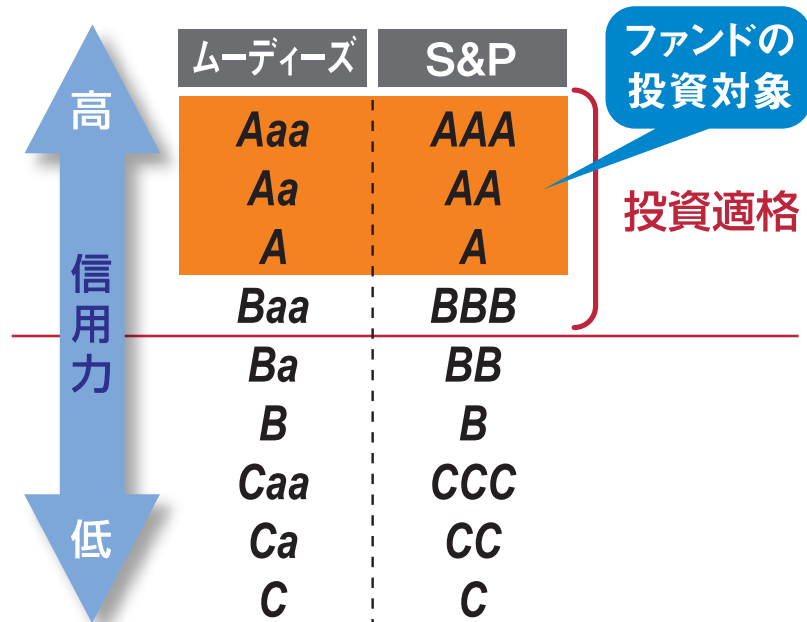 高
信用力
低
ムーディーズ S&P
Aaa AAA
Aa AA
A A
Baa BBB
Ba BB
B B
Caa CCC
Ca CC
C C
ファンドの
投資対象
投資適格